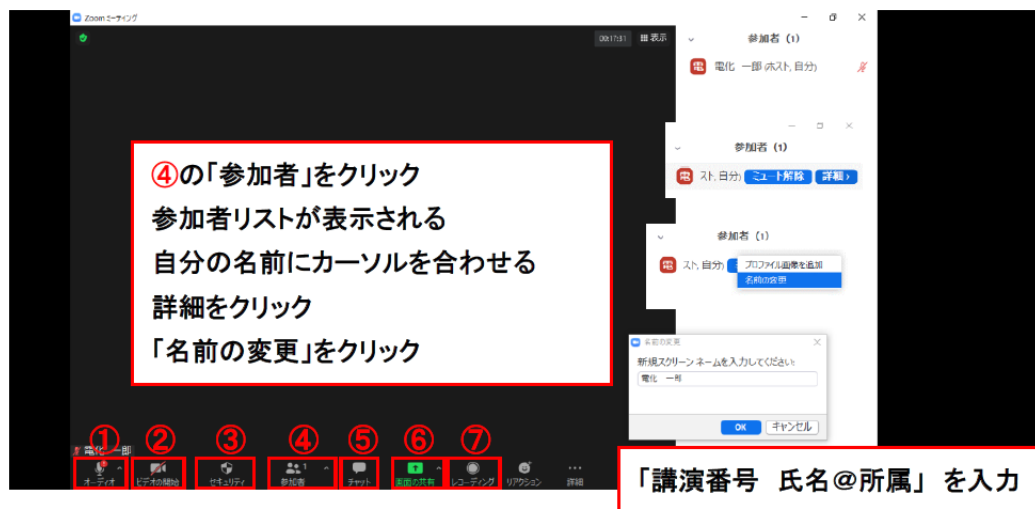 Zoom ミーティング
00:17:31 表示
参加者 (1)
電 電化 一郎 (ホスト, 自分)
参加者 (1)
電 スト, 自分) ミュート解除 詳細 ›
参加者 (1)
電 スト, 自分)
プロファイル画像を追加
名前の変更
④の「参加者」をクリック
参加者リストが表示される
自分の名前にカーソルを合わせる
詳細をクリック
「名前の変更」をクリック
名前の変更
新規スクリーン ネームを入力してください:
電化 一郎
OK キャンセル
① ② ③ ④ ⑤ ⑥ ⑦
電化 一郎
1
オーディオ ビデオの開始 セキュリティ 参加者 チャット 画面の共有 レコーディング リアクション 詳細
「講演番号 氏名@所属」を入力